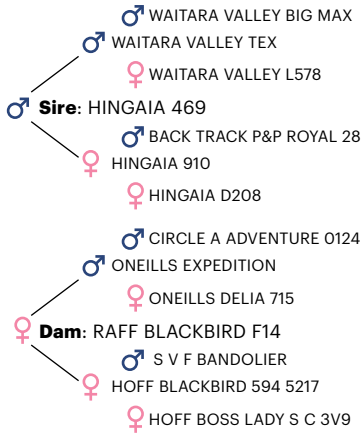 WAITARA VALLEY BIG MAX
WAITARA VALLEY TEX
WAITARA VALLEY L578
Sire: HINGAIA 469
BACK TRACK P&P ROYAL 28
HINGAIA 910
HINGAIA D208
CIRCLE A ADVENTURE 0124
ONEILLS EXPEDITION
ONEILLS DELIA 715
Dam: RAFF BLACKBIRD F14
S V F BANDOLIER
HOFF BLACKBIRD 594 5217
HOFF BOSS LADY S C 3V9